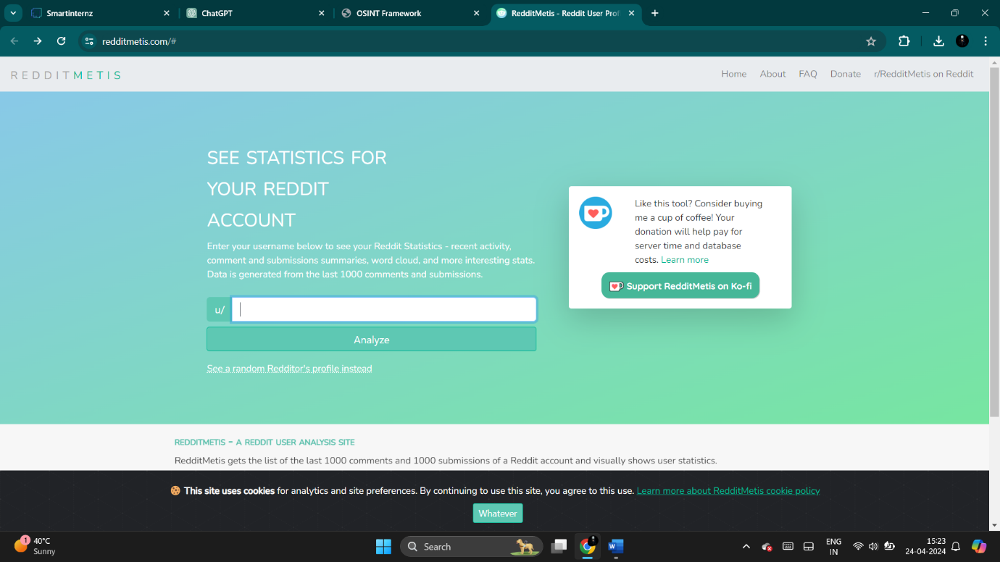 Smartinternz
ChatGPT
OSINT Framework
RedditMetis - Reddit User Prof
redditmetis.com/#
REDDITMETIS
Home About FAQ Donate r/RedditMetis on Reddit
SEE STATISTICS FOR
YOUR REDDIT
ACCOUNT
Enter your username below to see your Reddit Statistics - recent activity,
comment and submissions summaries, word cloud, and more interesting stats.
Data is generated from the last 1000 comments and submissions.
u/
Analyze
See a random Redditor's profile instead
Like this tool? Consider buying
me a cup of coffee! Your
donation will help pay for
server time and database
costs. Learn more
Support RedditMetis on Ko-fi
REDDITMETIS - A REDDIT USER ANALYSIS SITE
RedditMetis gets the list of the last 1000 comments and 1000 submissions of a Reddit account and visually shows user statistics.
This site uses cookies for analytics and site preferences. By continuing to use this site, you agree to this use. Learn more about RedditMetis cookie policy
Whatever
1
40°C
Sunny
Search
ENG
IN
15:23
24-04-2024